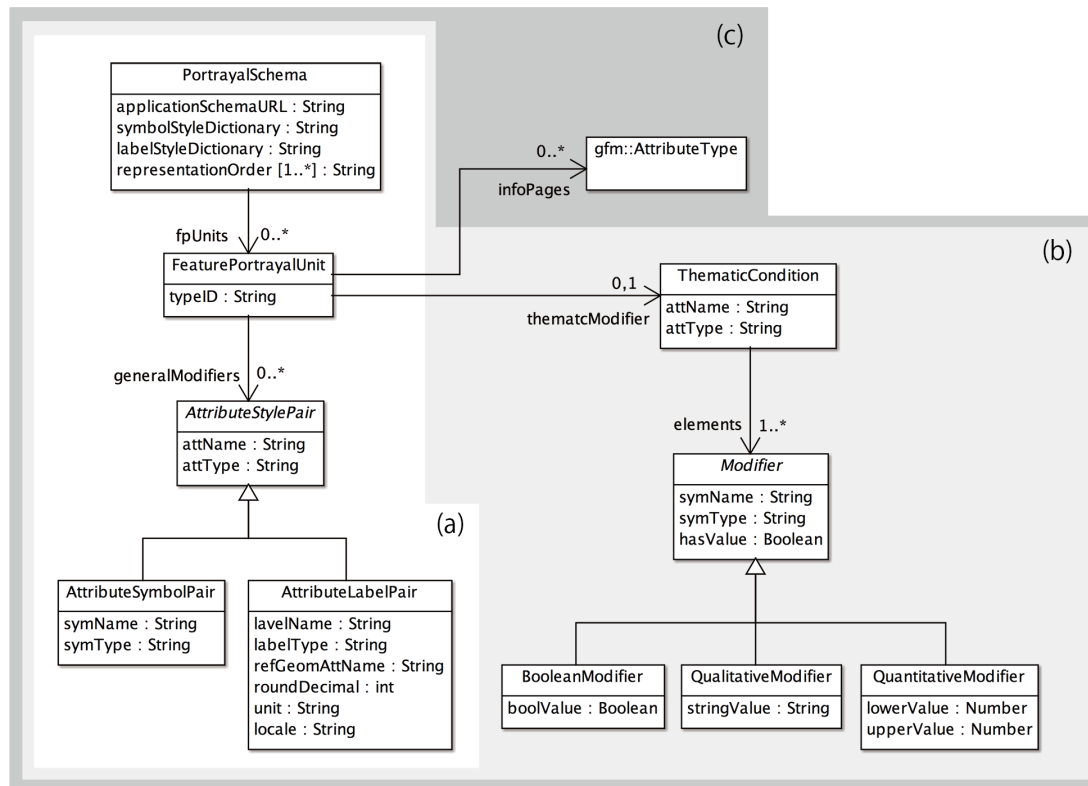 (c)
PortrayalSchema
applicationSchemaURL : String
symbolStyleDictionary : String
labelStyleDictionary : String
representationOrder [1..*] : String
0..*
gfm::AttributeType
infoPages
fpUnits 0..*
FeaturePortrayalUnit
typeID : String
(b)
0,1
thematcModifier
ThematicCondition
attName : String
attType : String
generalModifiers 0..*
AttributeStylePair
attName : String
attType : String
elements 1..*
Modifier
symName : String
symType : String
hasValue : Boolean
(a)
AttributeSymbolPair
symName : String
symType : String
AttributeLabelPair
lavelName : String
labelType : String
refGeomAttName : String
roundDecimal : int
unit : String
locale : String
BooleanModifier
boolValue : Boolean
QualitativeModifier
stringValue : String
QuantitativeModifier
lowerValue : Number
upperValue : Number